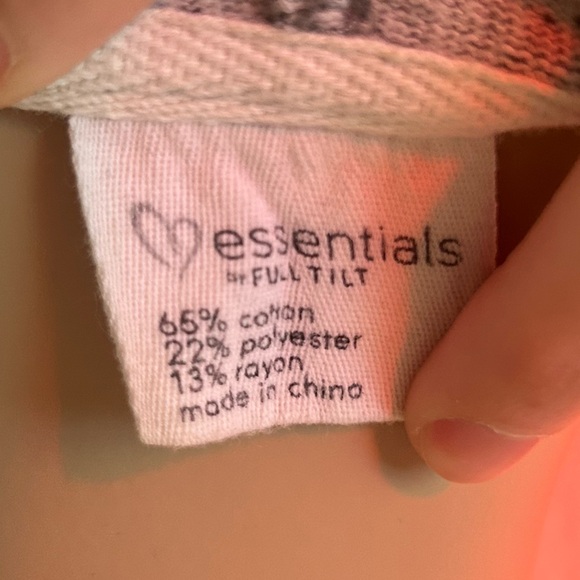 essentials
BY FULL TILT
65% cotton
22% polyester
13% rayon
made in china